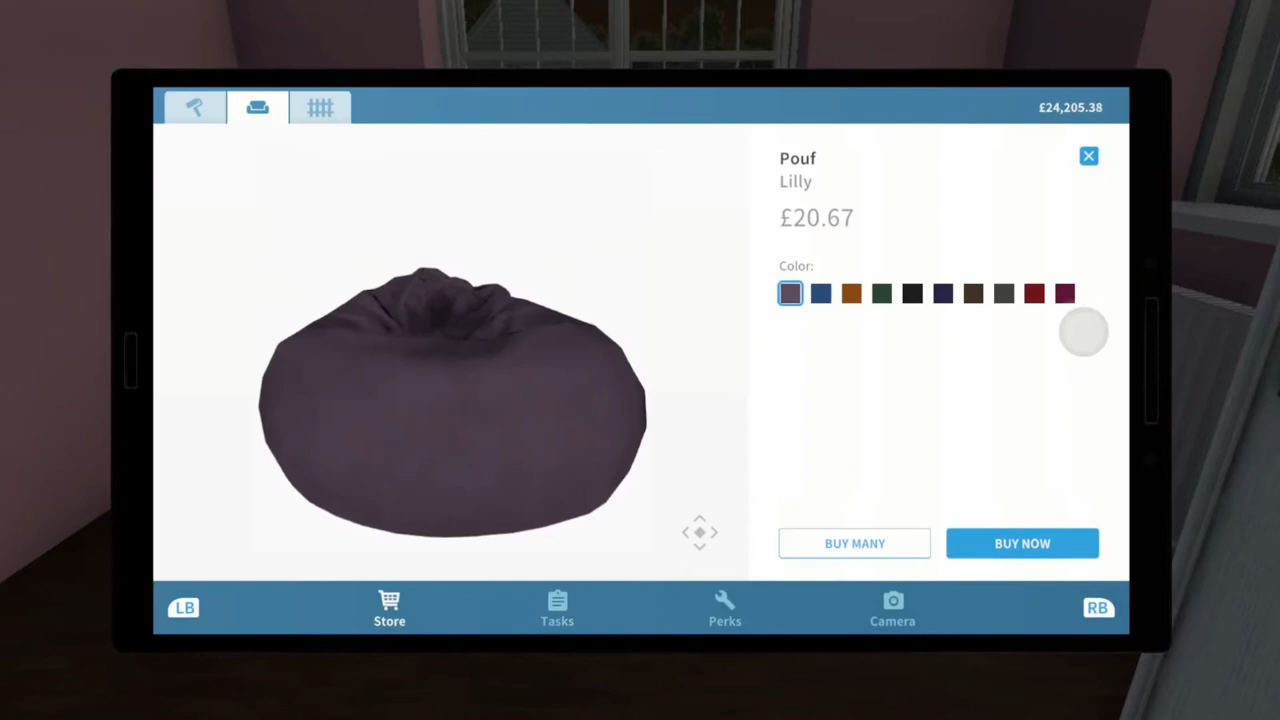 £24,205.38
Pouf
Lilly
£20.67
Color:
BUY MANY
BUY NOW
LB
Store
Tasks
Perks
Camera
RB